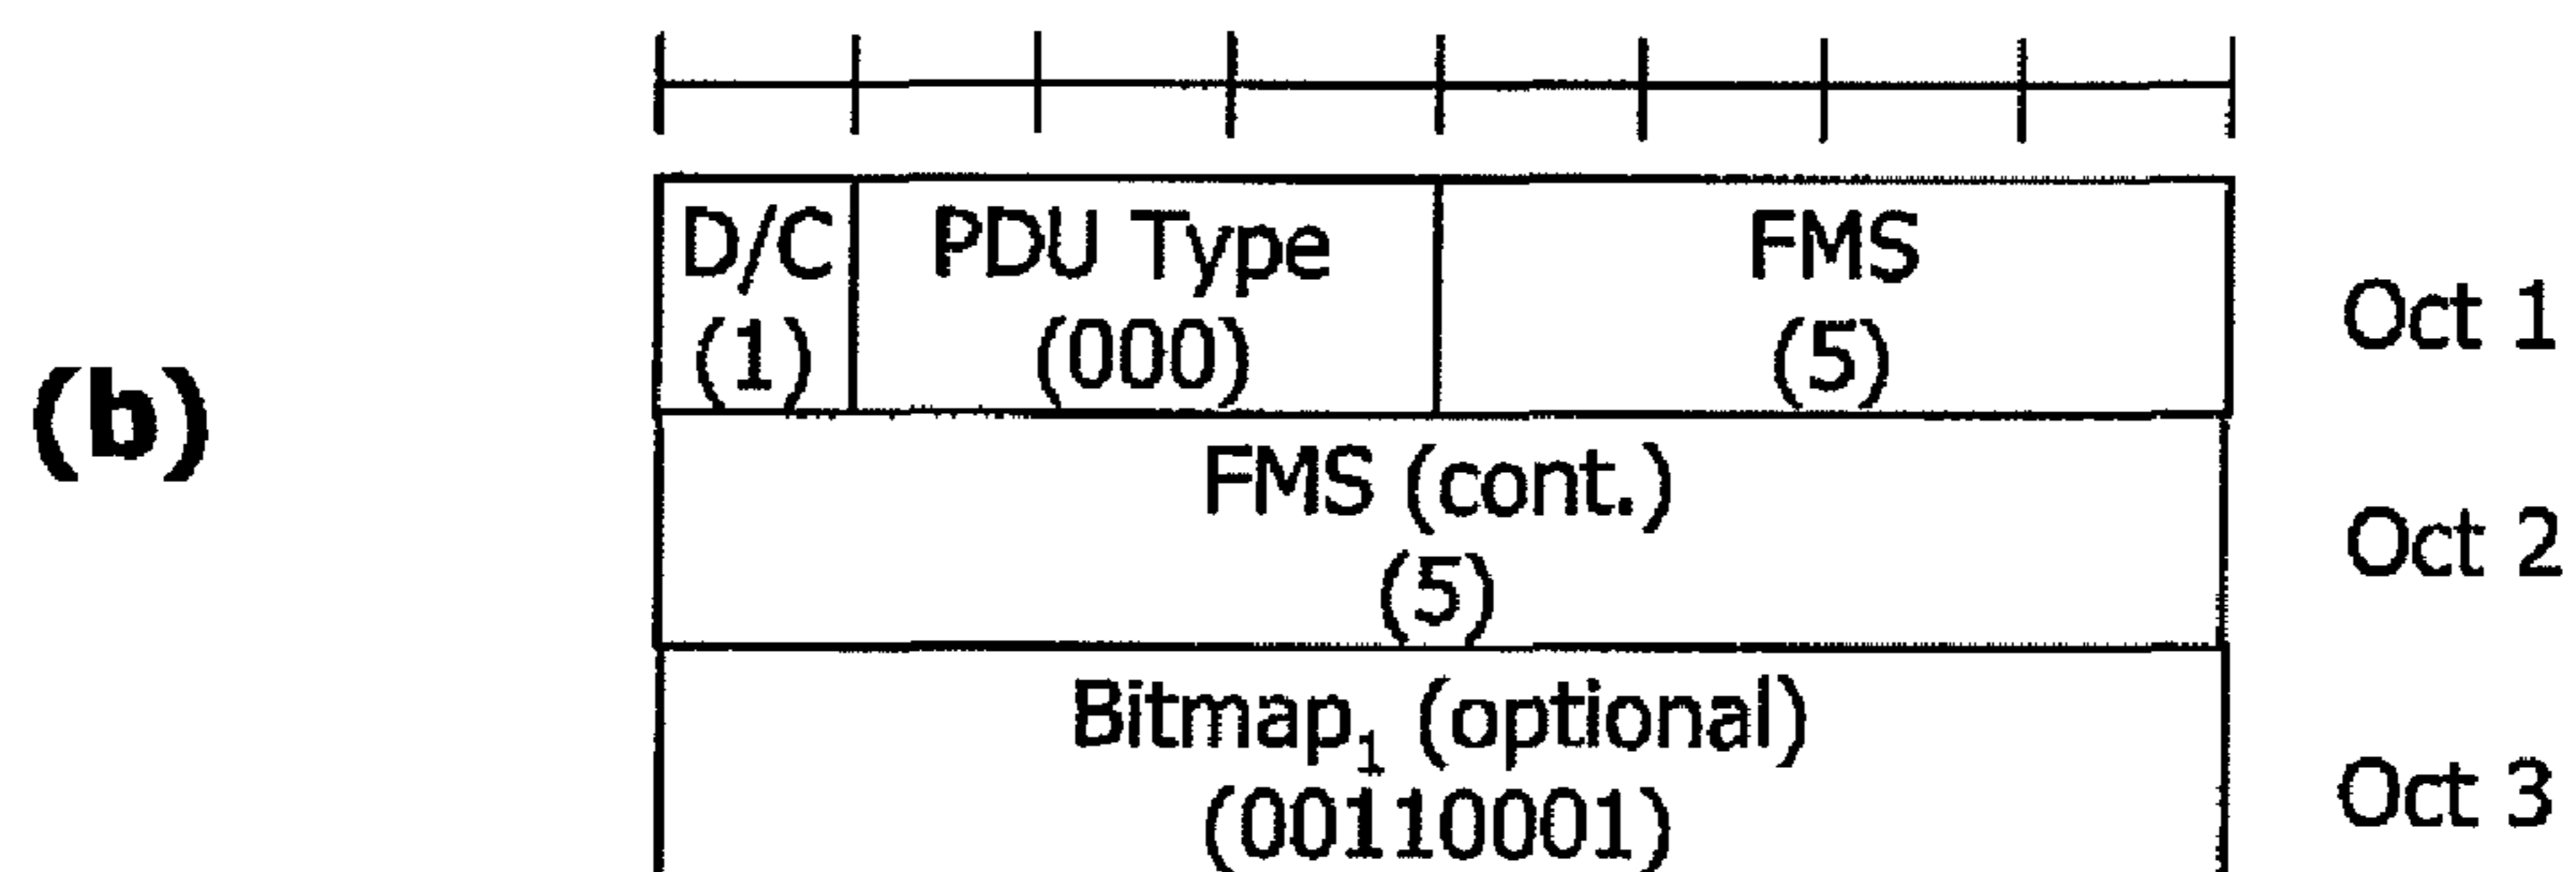 (b)
D/C PDU Type FMS
(1) (000) (5)
Oct 1
FMS (cont.)
(5)
Oct 2
Bitmap₁ (optional)
(00110001)
Oct 3